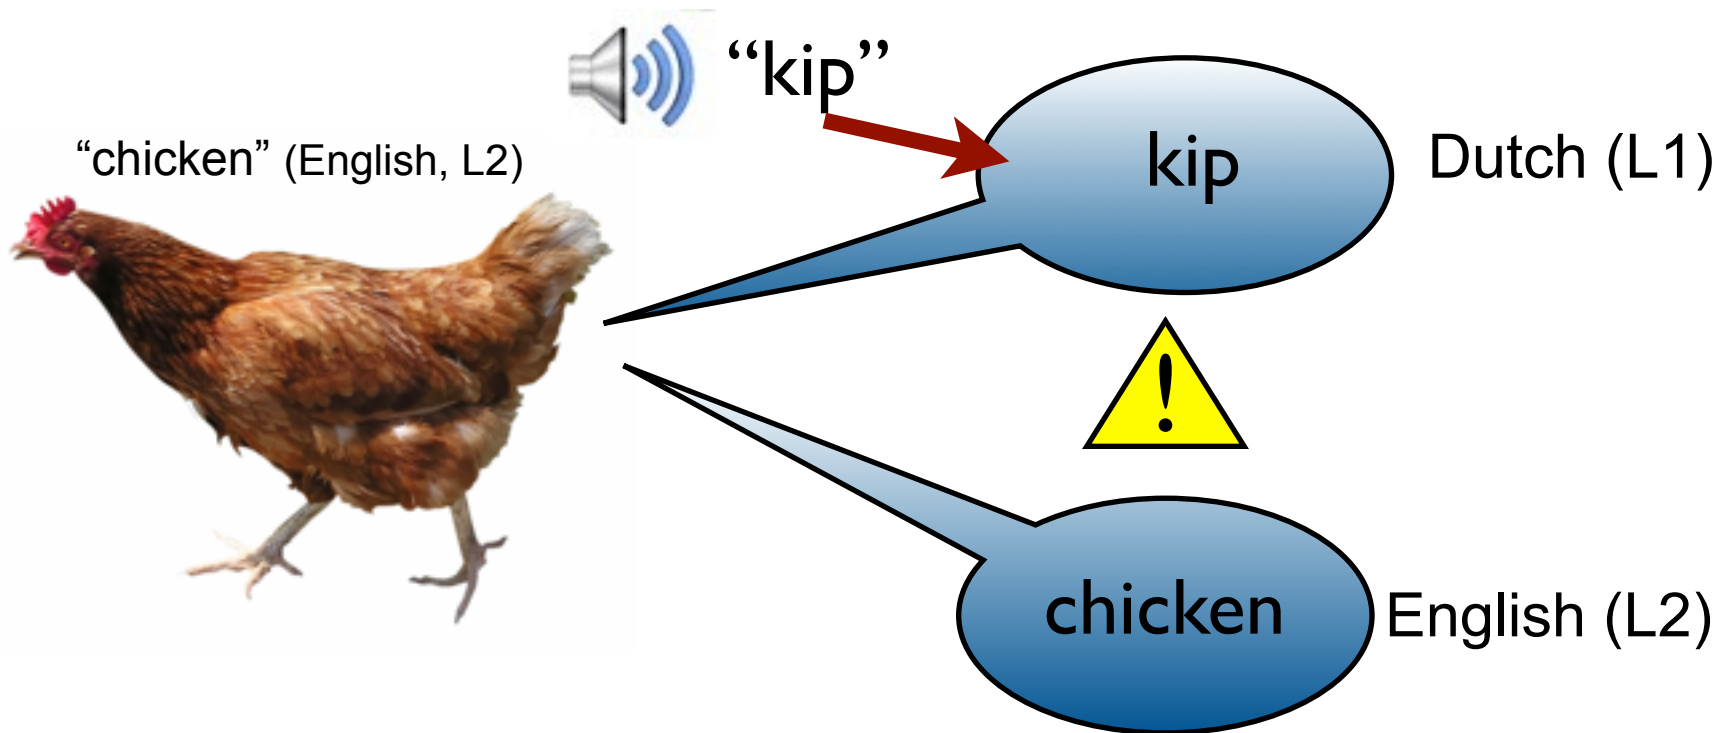 “kip”
“chicken” (English, L2)
kip
Dutch (L1)
!
chicken
English (L2)